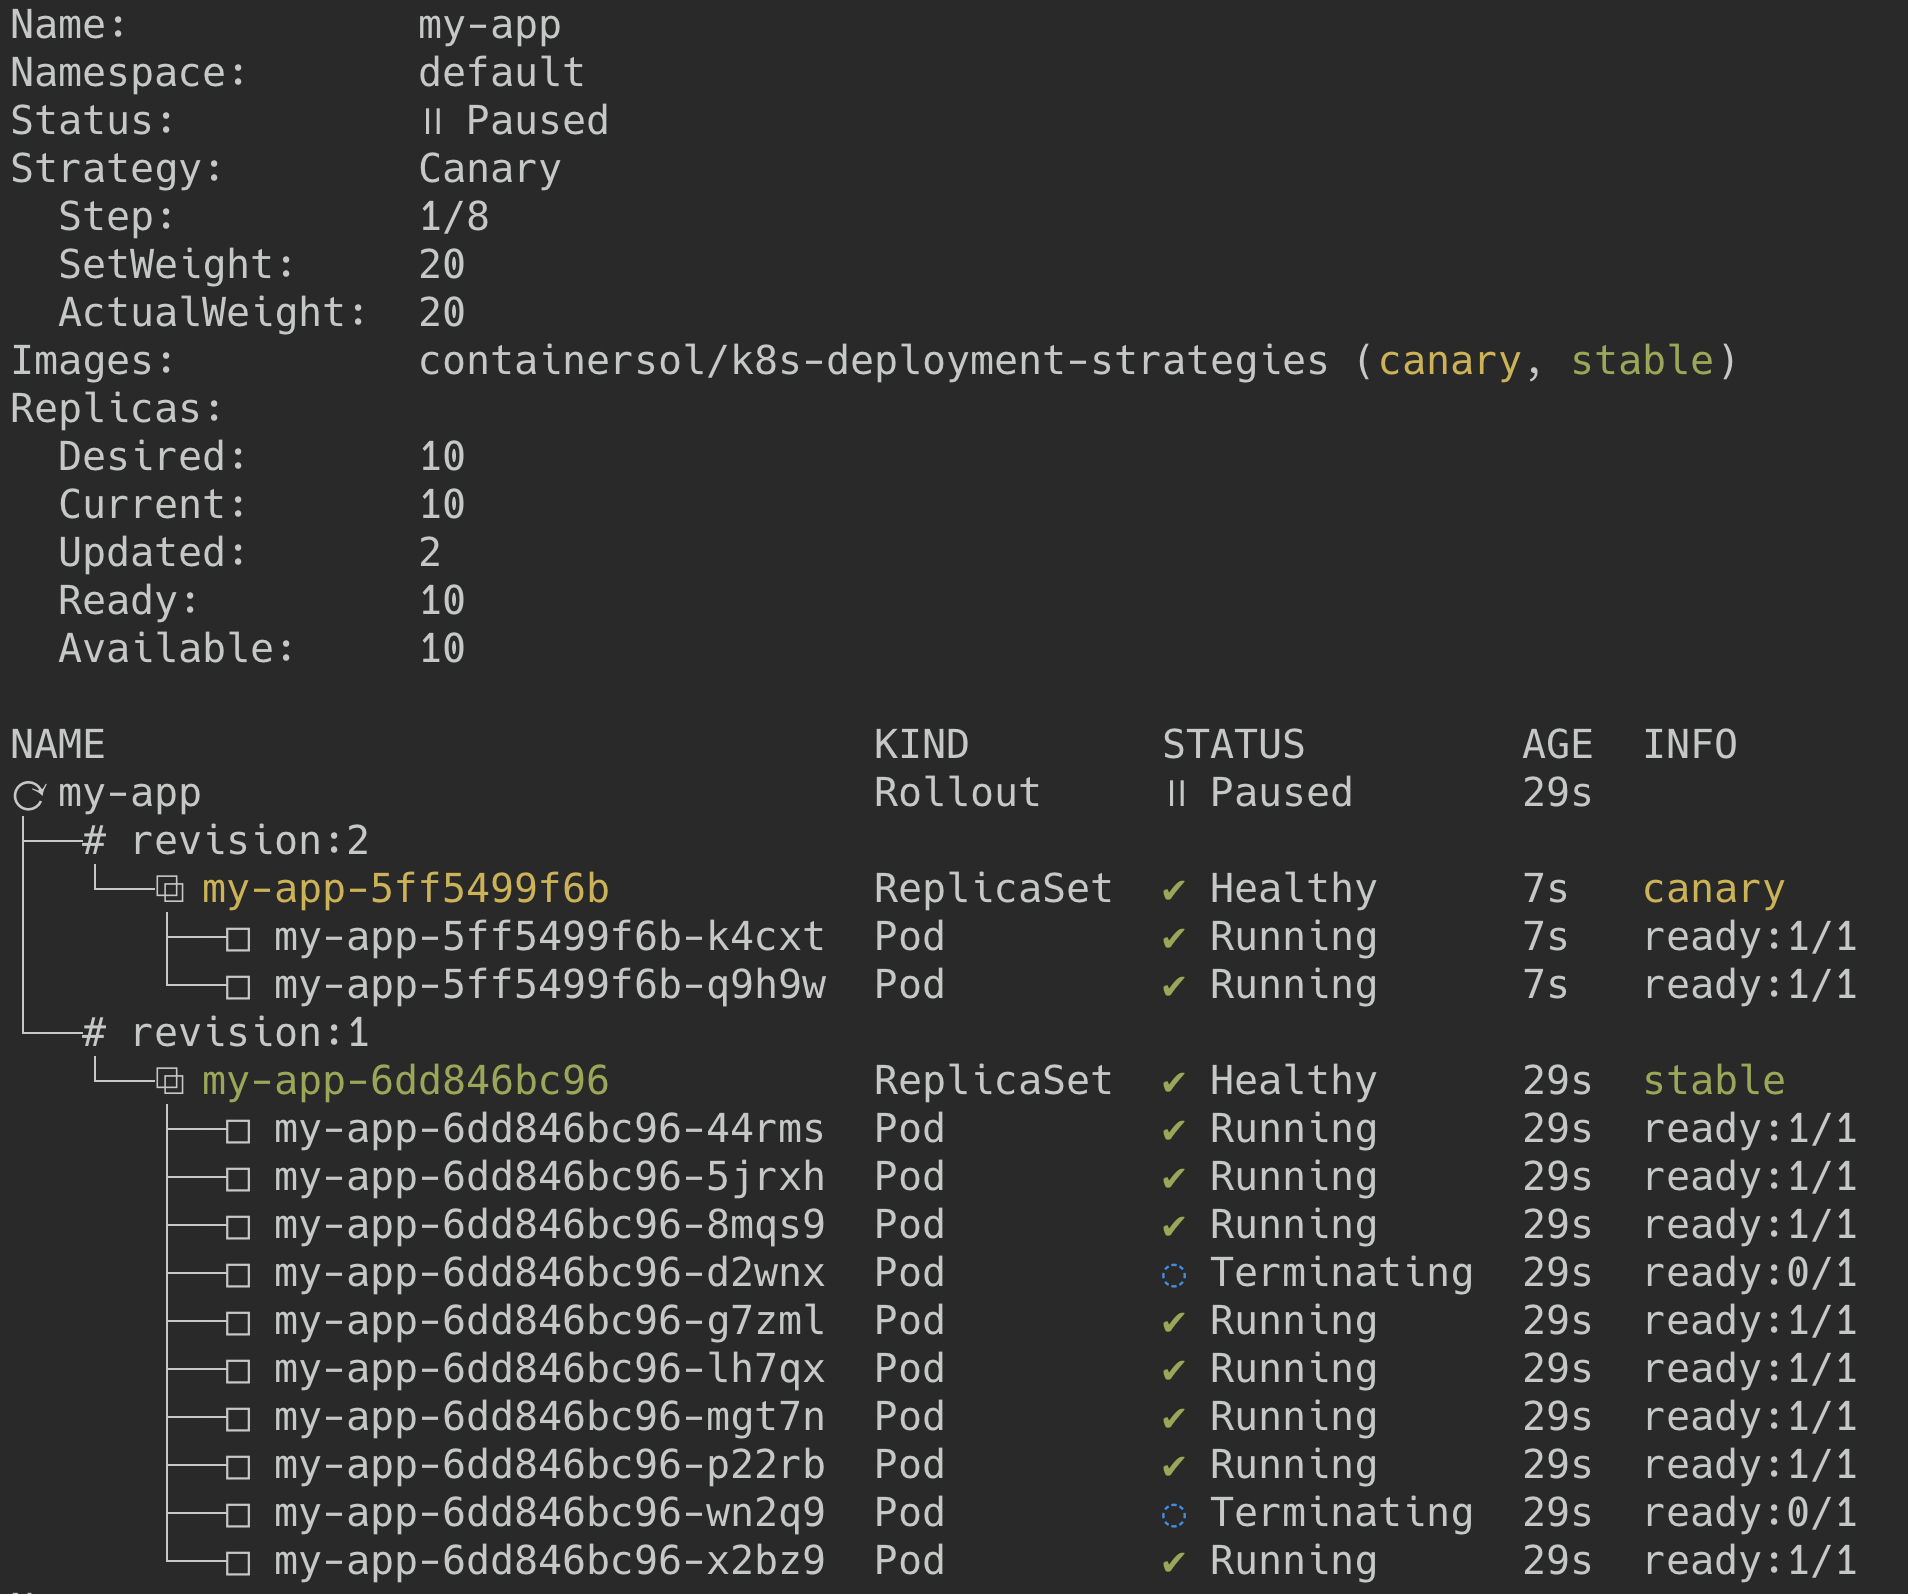 Name: my-app
Namespace: default
Status: ॥ Paused
Strategy: Canary
Step: 1/8
SetWeight: 20
ActualWeight: 20
Images: containersol/k8s-deployment-strategies (canary, stable)
Replicas:
Desired: 10
Current: 10
Updated: 2
Ready: 10
Available: 10
NAME KIND STATUS AGE INFO
⟳ my-app Rollout ॥ Paused 29s
├──# revision:2
│  └──⧉ my-app-5ff5499f6b ReplicaSet ✔ Healthy 7s canary
│     ├──□ my-app-5ff5499f6b-k4cxt Pod ✔ Running 7s ready:1/1
│     └──□ my-app-5ff5499f6b-q9h9w Pod ✔ Running 7s ready:1/1
└──# revision:1
   └──⧉ my-app-6dd846bc96 ReplicaSet ✔ Healthy 29s stable
      ├──□ my-app-6dd846bc96-44rms Pod ✔ Running 29s ready:1/1
      ├──□ my-app-6dd846bc96-5jrxh Pod ✔ Running 29s ready:1/1
      ├──□ my-app-6dd846bc96-8mqs9 Pod ✔ Running 29s ready:1/1
      ├──□ my-app-6dd846bc96-d2wnx Pod ◌ Terminating 29s ready:0/1
      ├──□ my-app-6dd846bc96-g7zml Pod ✔ Running 29s ready:1/1
      ├──□ my-app-6dd846bc96-lh7qx Pod ✔ Running 29s ready:1/1
      ├──□ my-app-6dd846bc96-mgt7n Pod ✔ Running 29s ready:1/1
      ├──□ my-app-6dd846bc96-p22rb Pod ✔ Running 29s ready:1/1
      ├──□ my-app-6dd846bc96-wn2q9 Pod ◌ Terminating 29s ready:0/1
      └──□ my-app-6dd846bc96-x2bz9 Pod ✔ Running 29s ready:1/1